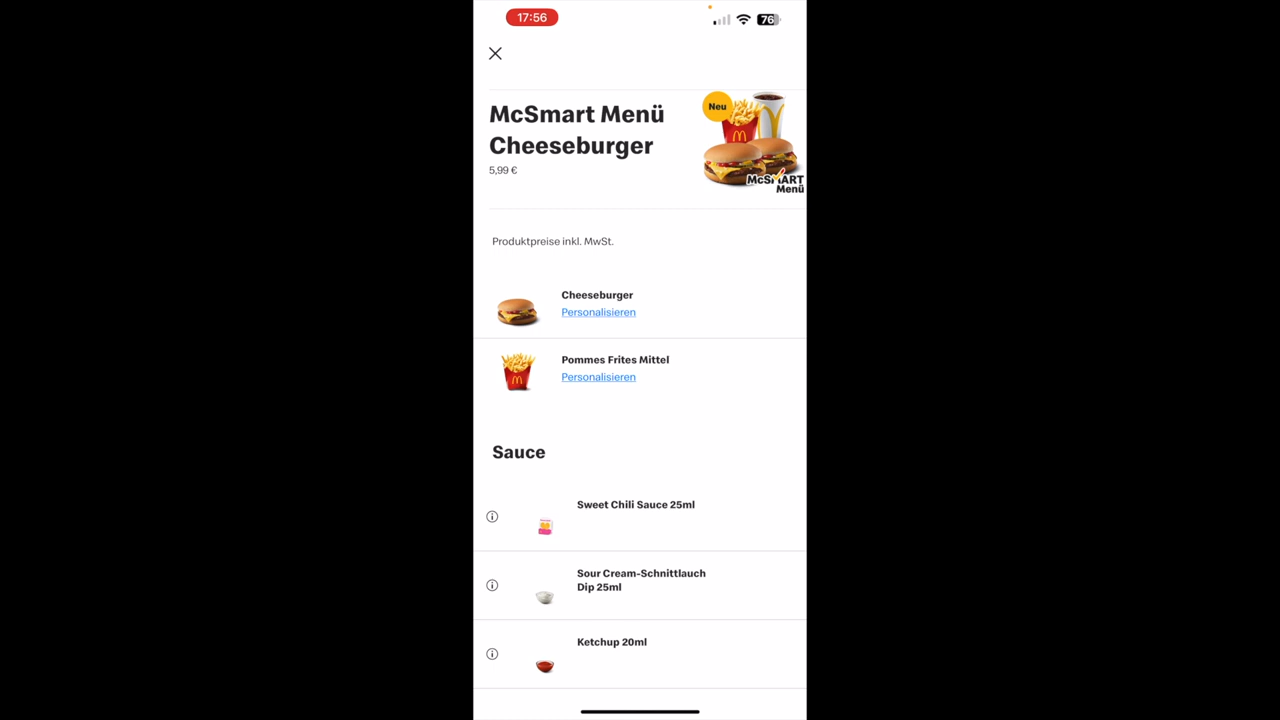 17:56
76
McSmart Menü
Cheeseburger
5,99 €
Neu
McSMART
Menü
Produktpreise inkl. MwSt.
Cheeseburger
Personalisieren
Pommes Frites Mittel
Personalisieren
Sauce
Sweet Chili Sauce 25ml
Sour Cream-Schnittlauch
Dip 25ml
Ketchup 20ml